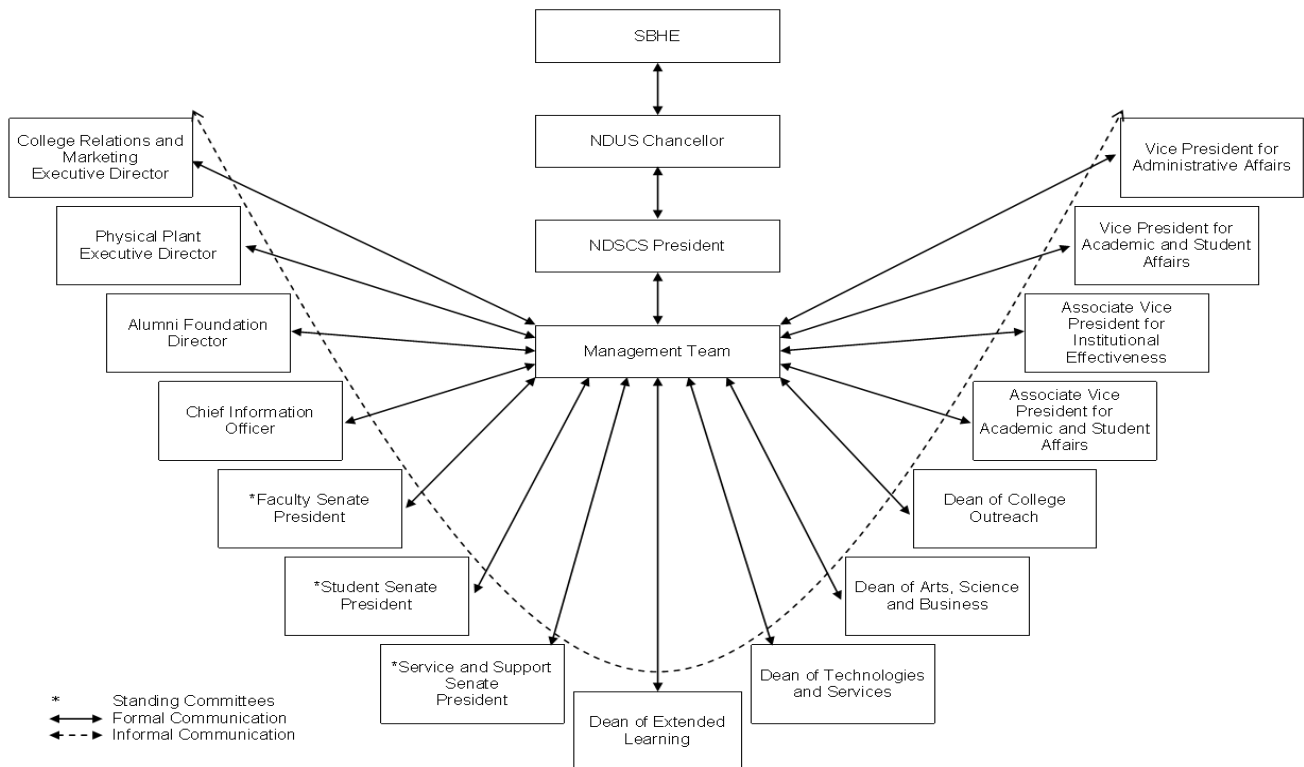 SBHE
NDUS Chancellor
NDSCS President
Management Team
College Relations and
Marketing
Executive Director
Physical Plant
Executive Director
Alumni Foundation
Director
Chief Information
Officer
*Faculty Senate
President
*Student Senate
President
*Service and Support
Senate
President
Dean of Extended
Learning
Dean of Technologies
and Services
Dean of Arts, Science
and Business
Dean of College
Outreach
Associate Vice
President for
Academic and Student
Affairs
Associate Vice
President for
Institutional
Effectiveness
Vice President for
Academic and Student
Affairs
Vice President for
Administrative Affairs
* Standing Committees
Formal Communication
Informal Communication